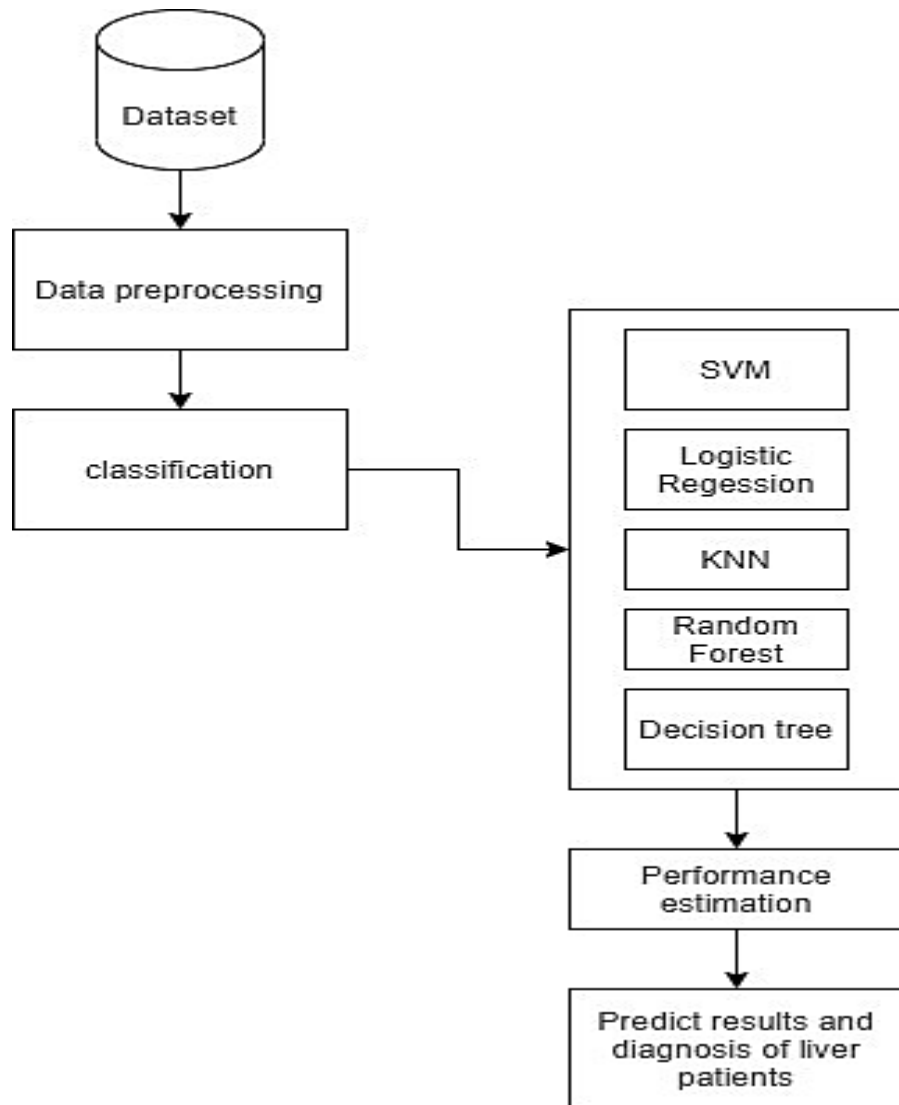 Dataset
Data preprocessing
classification
SVM
Logistic
Regession
KNN
Random
Forest
Decision tree
Performance
estimation
Predict results and
diagnosis of liver
patients